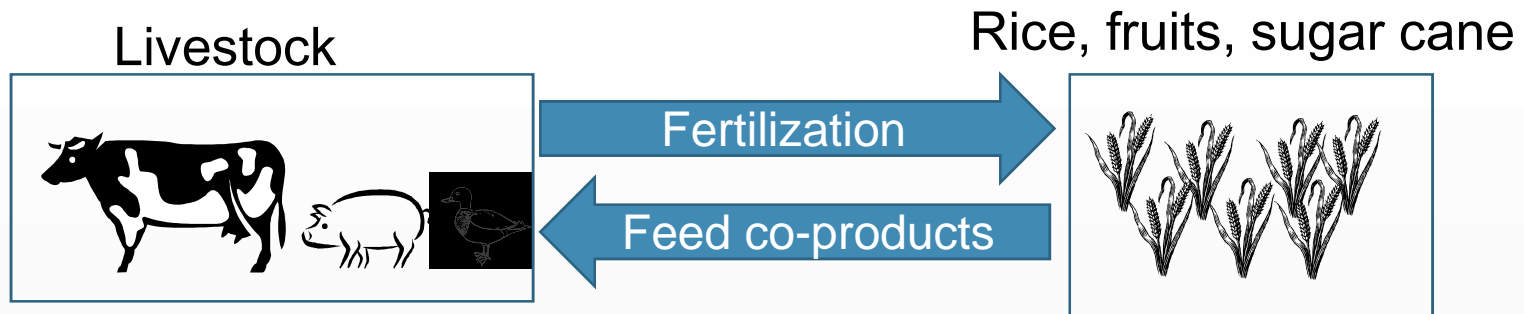 Livestock
Rice, fruits, sugar cane
Fertilization
Feed co-products